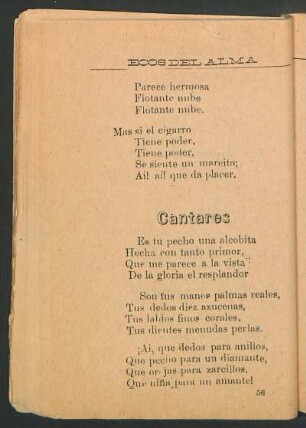 ECOS DEL ALMA
Parece hermosa
Flotante nube
Flotante nube.
Mas si el cigarro
Tiene poder,
Tiene poder,
Se siente un mareito;
Ai! ai! que da placer.
Cantares
Es tu pecho una alcobita
Hecha con tanto primor,
Que me parece a la vista
De la gloria el resplandor
Son tus manos palmas reales,
Tus dedos diez azucenas,
Tus labios finos corales,
Tus dientes menudas perlas.
¡Ai, que dedos para anillos,
Que pecho para un diamante,
Que orejas para zarcillos,
Que niña para un amante!
56